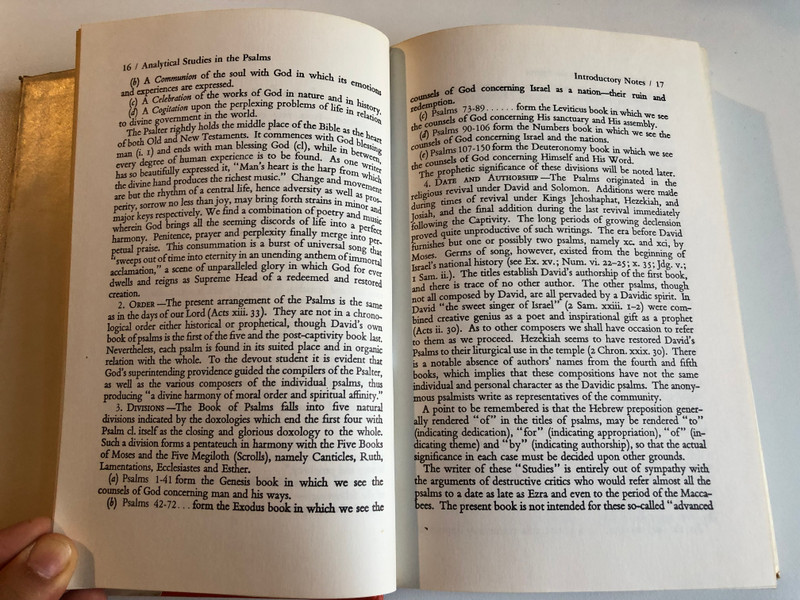 16 / Analytical Studies in the Psalms
(b) A Communion of the soul with God in which its emotions
and experiences are expressed.
(c) A Celebration of the works of God in nature and in history.
(d) A Cogitation upon the perplexing problems of life in relation
to divine government in the world.
The Psalter rightly holds the middle place of the Bible as the heart
of both Old and New Testaments. It commences with God blessing
man (i. 1) and ends with man blessing God (cl), while in between,
every degree of human experience is to be found. As one writer
has so beautifully expressed it, "Man's heart is the harp from which
the divine hand produces the richest music." Change and movement
are but the rhythm of a central life, hence adversity as well as pros-
perity, sorrow no less than joy, may bring forth strains in minor and
major keys respectively. We find a combination of poetry and music
wherein God brings all the seeming discords of life into a perfect
harmony. Penitence, prayer and perplexity finally merge into per-
petual praise. This consummation is a burst of universal song that
"sweeps out of time into eternity in an unending anthem of immortal
acclamation," a scene of unparalleled glory in which God for ever
dwells and reigns as Supreme Head of a redeemed and restored
creation.
2. ORDER—The present arrangement of the Psalms is the same
as in the days of our Lord (Acts xiii. 33). They are not in a chrono-
logical order either historical or prophetical, though David's own
book of psalms is the first of the five and the post-captivity book last.
Nevertheless, each psalm is found in its suited place and in organic
relation with the whole. To the devout student it is evident that
God's superintending providence guided the compilers of the Psalter,
as well as the various composers of the individual psalms, thus
producing "a divine harmony of moral order and spiritual affinity."
3. DIVISIONS—The Book of Psalms falls into five natural
divisions indicated by the doxologies which end the first four with
Psalm cl. itself as the closing and glorious doxology to the whole.
Such a division forms a pentateuch in harmony with the Five Books
of Moses and the Five Megiloth (Scrolls), namely Canticles, Ruth,
Lamentations, Ecclesiastes and Esther.
(a) Psalms 1-41 form the Genesis book in which we see the
counsels of God concerning man and his ways.
(b) Psalms 42-72... form the Exodus book in which we see the
Introductory Notes / 17
counsels of God concerning Israel as a nation—their ruin and
redemption.
(c) Psalms 73-89...... form the Leviticus book in which we see
the counsels of God concerning His sanctuary and His assembly.
(d) Psalms 90-106 form the Numbers book in which we see the
counsels of God concerning Israel and the nations.
(e) Psalms 107-150 form the Deuteronomy book in which we see
the counsels of God concerning Himself and His Word.
The prophetic significance of these divisions will be noted later.
4. DATE AND AUTHORSHIP—The Psalms originated in the
religious revival under David and Solomon. Additions were made
during times of revival under Kings Jehoshaphat, Hezekiah, and
Josiah, and the final addition during the last revival immediately
following the Captivity. The long periods of growing declension
proved quite unproductive of such writings. The era before David
furnishes but one or possibly two psalms, namely xc. and xci, by
Moses. Germs of song, however, existed from the beginning of
Israel's national history (see Ex. xv.; Num. vi. 22-25; x. 35; Jdg. v.;
1 Sam. ii.). The titles establish David's authorship of the first book,
and there is trace of no other author. The other psalms, though
not all composed by David, are all pervaded by a Davidic spirit. In
David "the sweet singer of Israel" (2 Sam. xxiii. 1-2) were com-
bined creative genius as a poet and inspirational gift as a prophet
(Acts ii. 30). As to other composers we shall have occasion to refer
to them as we proceed. Hezekiah seems to have restored David's
Psalms to their liturgical use in the temple (2 Chron. xxix. 30). There
is a notable absence of authors' names from the fourth and fifth
books, which implies that these compositions have not the same
individual and personal character as the Davidic psalms. The anony-
mous psalmists write as representatives of the community.
A point to be remembered is that the Hebrew preposition gener-
ally rendered "of" in the titles of psalms, may be rendered "to"
(indicating dedication), "for" (indicating appropriation), "of" (in-
dicating theme) and "by" (indicating authorship), so that the actual
significance in each case must be decided upon other grounds.
The writer of these "Studies" is entirely out of sympathy with
the arguments of destructive critics who would refer almost all the
psalms to a date as late as Ezra and even to the period of the Macca-
bees. The present book is not intended for these so-called "advanced